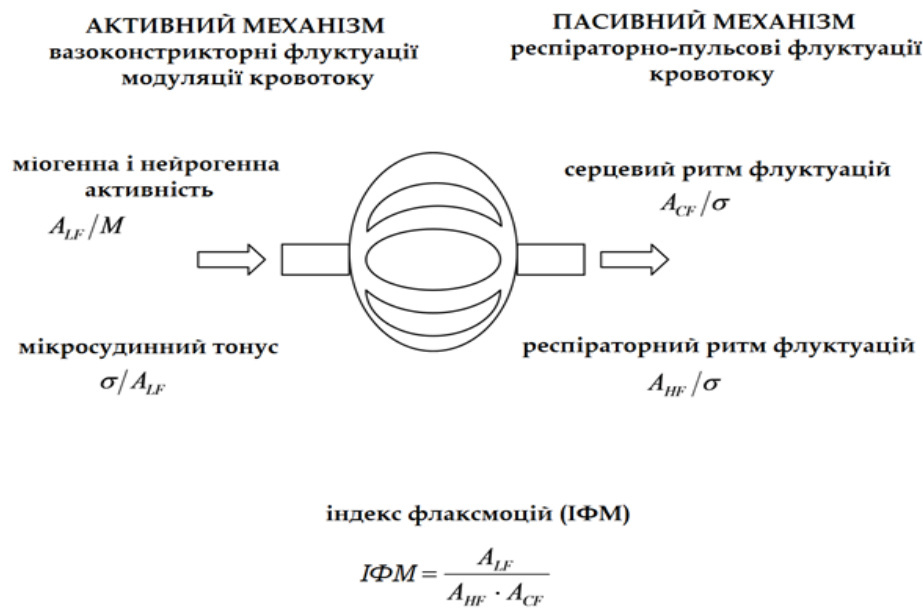 АКТИВНИЙ МЕХАНІЗМ
вазоконстрикторні флуктуації
модуляції кровотоку
ПАСИВНИЙ МЕХАНІЗМ
респіраторно-пульсові флуктуації
кровотоку
міогенна і нейрогенна
активність
A_LF/M
серцевий ритм флуктуацій
A_CF/σ
мікросудинний тонус
σ/A_LF
респіраторний ритм флуктуацій
A_HF/σ
індекс флаксмоцій (ІФМ)
ІФМ = A_LF / (A_HF · A_CF)